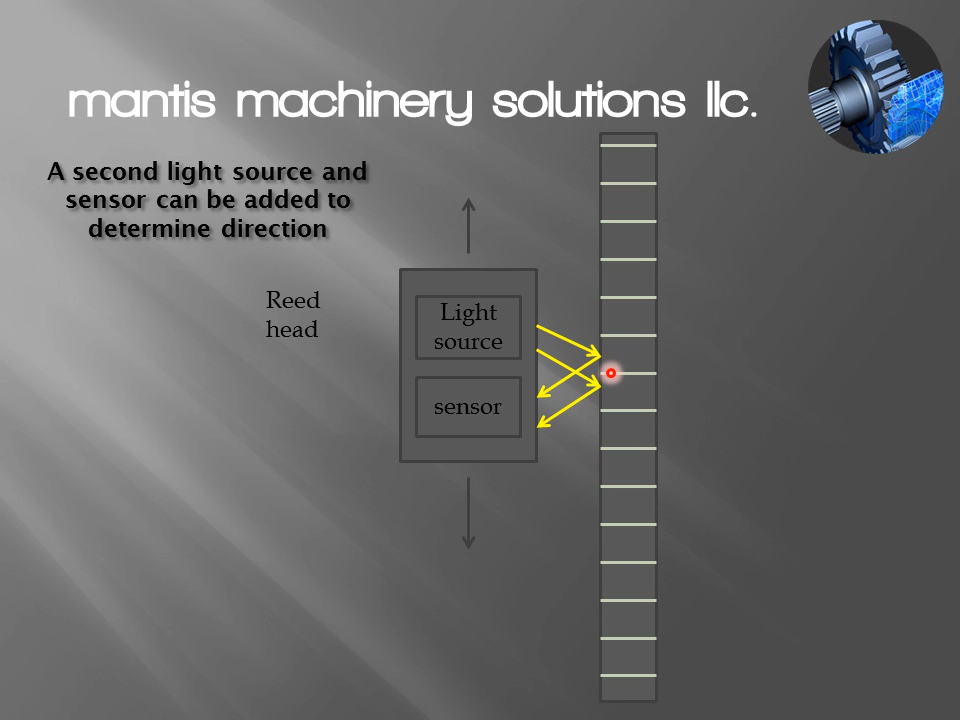 mantis machinery solutions llc.
A second light source and
sensor can be added to
determine direction
Reed
head
Light
source
sensor